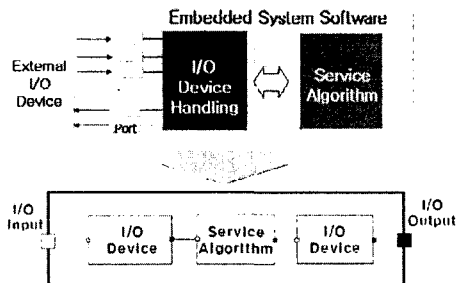 Embedded System Software
External
I/O
Device
Port
I/O
Device
Handling
Service
Algorithm
I/O
Input
I/O
Device
Service
Algorithm
I/O
Device
I/O
Output